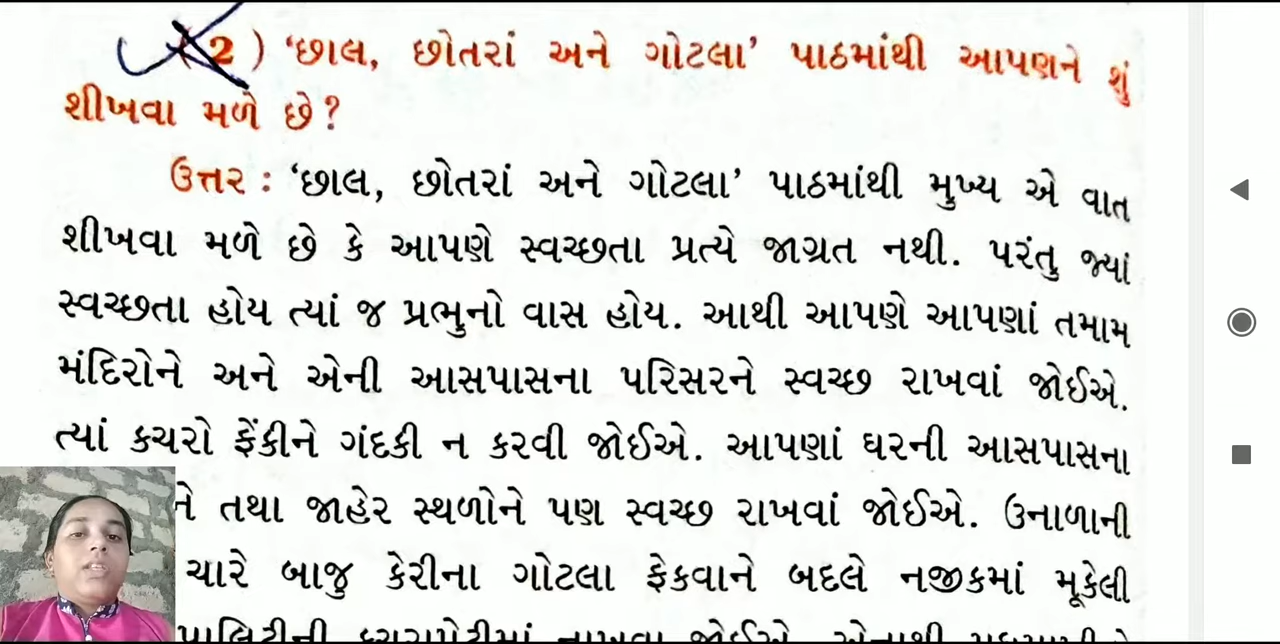 (2) ‘છાલ, છોતરાં અને ગોટલા’ પાઠમાંથી આપણને શું
શીખવા મળે છે?
ઉત્તર : ‘છાલ, છોતરાં અને ગોટલા’ પાઠમાંથી મુખ્ય એ વાત
શીખવા મળે છે કે આપણે સ્વચ્છતા પ્રત્યે જાગ્રત નથી. પરંતુ જ્યાં
સ્વચ્છતા હોય ત્યાં જ પ્રભુનો વાસ હોય. આથી આપણે આપણાં તમામ
મંદિરોને અને એની આસપાસના પરિસરને સ્વચ્છ રાખવાં જોઈએ.
ત્યાં કચરો ફેંકીને ગંદકી ન કરવી જોઈએ. આપણાં ઘરની આસપાસના
તથા જાહેર સ્થળોને પણ સ્વચ્છ રાખવાં જોઈએ. ઉનાળાની
ચારે બાજુ કેરીના ગોટલા ફેકવાને બદલે નજીકમાં મૂકેલી